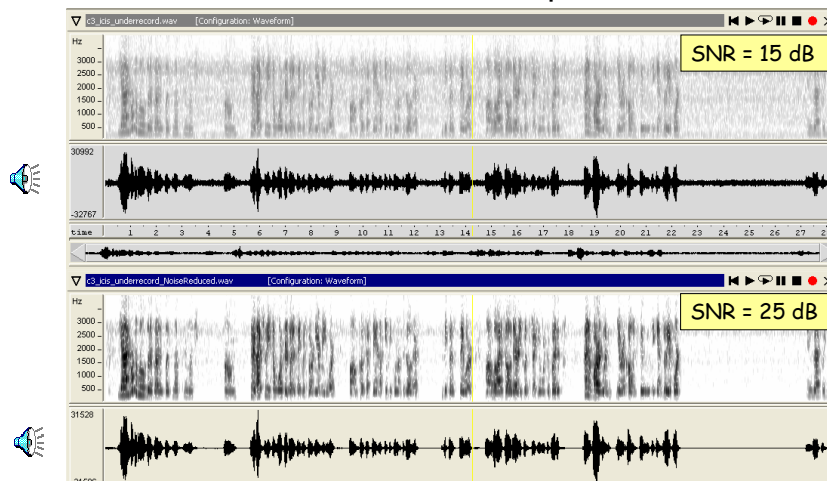 c3_icis_underrecord.wav [Configuration: Waveform]
Hz
SNR = 15 dB
3000
2500
2000
1500
1000
500
30992
-32767
time 1 2 3 4 5 6 7 8 9 10 11 12 13 14 15 16 17 18 19 20 21 22 23 24 25 26 27
c3_icis_underrecord_NoiseReduced.wav [Configuration: Waveform]
Hz
SNR = 25 dB
3000
2500
2000
1500
1000
500
31528